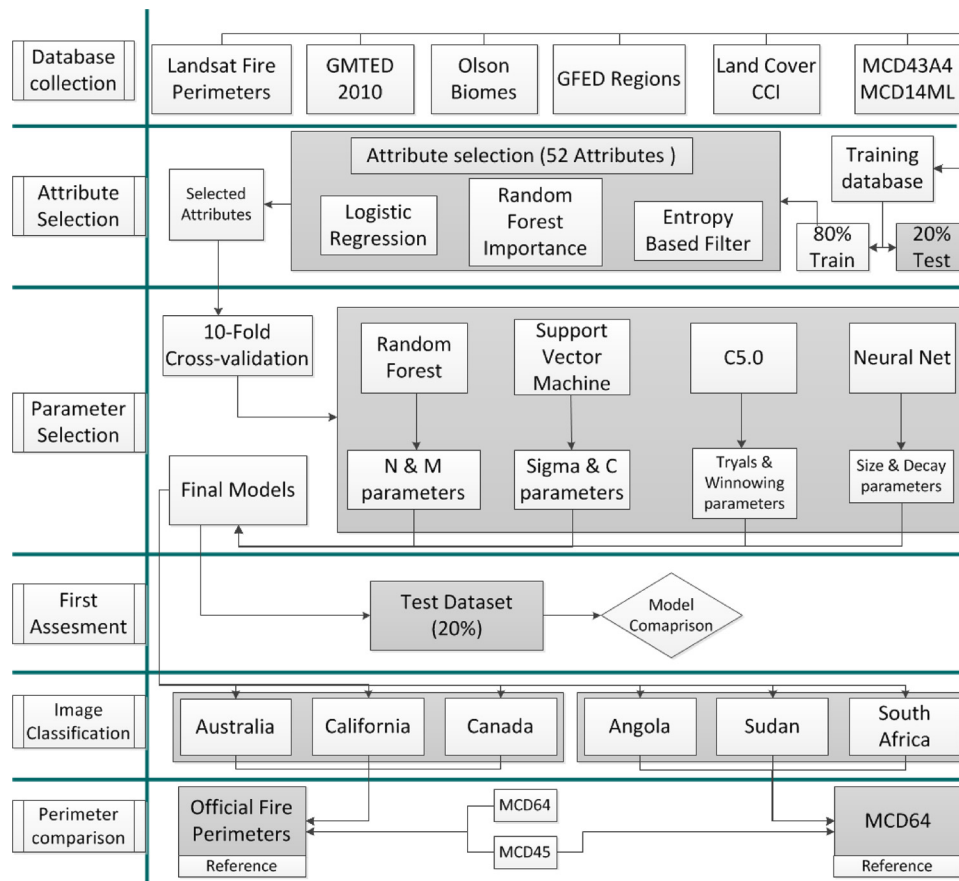 Database
collection
Landsat Fire
Perimeters
GMTED
2010
Olson
Biomes
GFED Regions
Land Cover
CCI
MCD43A4
MCD14ML
Attribute
Selection
Selected
Attributes
Attribute selection (52 Attributes )
Logistic
Regression
Random
Forest
Importance
Entropy
Based Filter
Training
database
80%
Train
20%
Test
Parameter
Selection
10-Fold
Cross-validation
Random
Forest
Support
Vector
Machine
C5.0
Neural Net
Final Models
N & M
parameters
Sigma & C
parameters
Tryals &
Winnowing
parameters
Size & Decay
parameters
First
Assesment
Test Dataset
(20%)
Model
Comaprison
Image
Classification
Australia
California
Canada
Angola
Sudan
South
Africa
Perimeter
comparison
Official Fire
Perimeters
Reference
MCD64
MCD45
MCD64
Reference